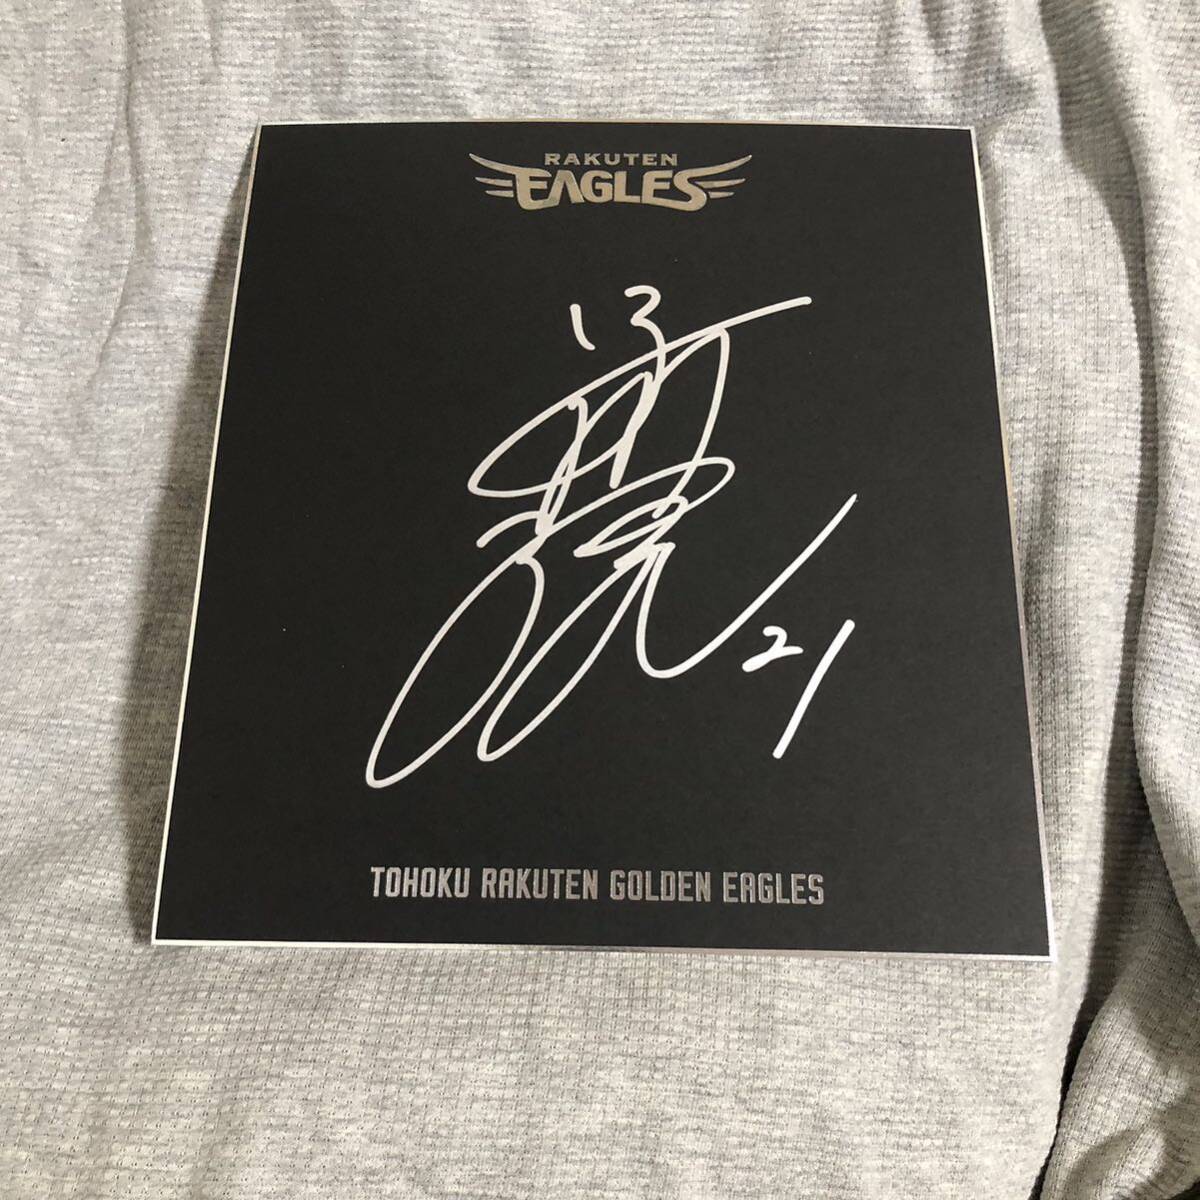 RAKUTEN
EAGLES
21
TOHOKU RAKUTEN GOLDEN EAGLES